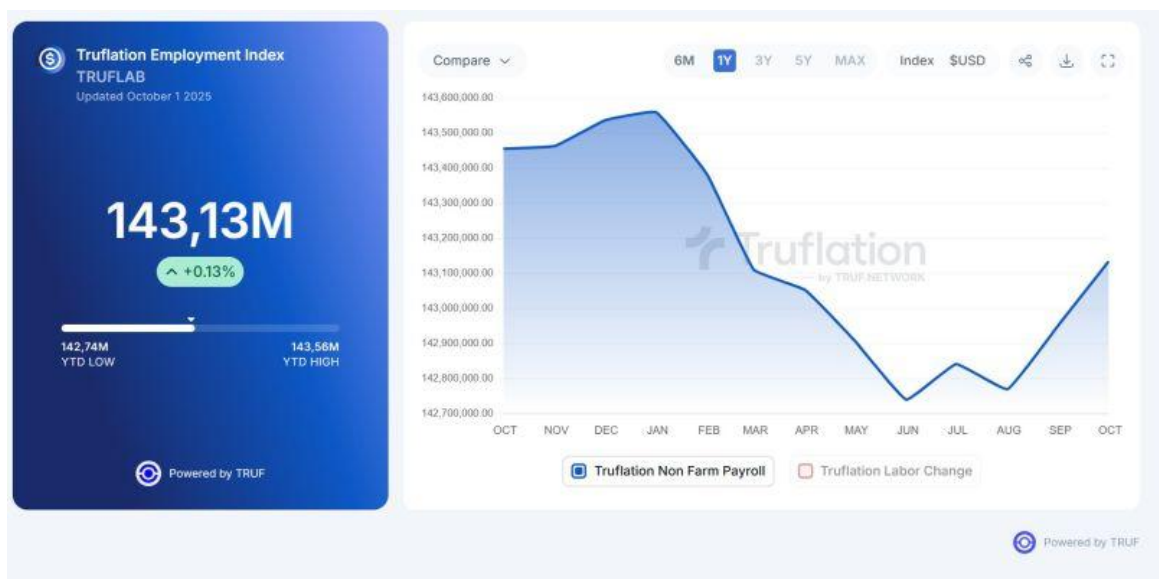 Truflation Employment Index
TRUFLAB
Updated October 1 2025
143,13M
+0.13%
142,74M
YTD LOW
143,56M
YTD HIGH
Powered by TRUF
Compare
6M 1Y 3Y 5Y MAX Index $USD
143,600,000.00
143,500,000.00
143,400,000.00
143,300,000.00
143,200,000.00
143,100,000.00
143,000,000.00
142,900,000.00
142,800,000.00
142,700,000.00
Truflation
by TRUF.NETWORK
OCT NOV DEC JAN FEB MAR APR MAY JUN JUL AUG SEP OCT
Truflation Non Farm Payroll Truflation Labor Change
Powered by TRUF